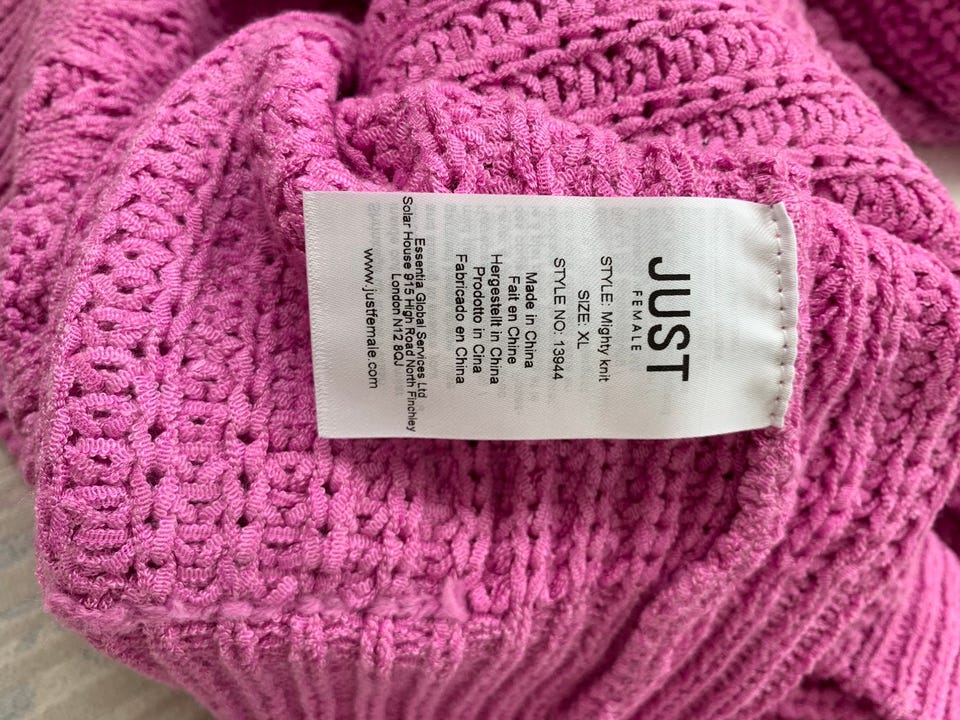 JUST
FEMALE
STYLE: Mighty knit
SIZE: XL
STYLE NO: 13944
Made in China
Fait en Chine
Hergestellt in China
Prodotto in Cina
Fabricado en China
Essentia Global Services Ltd
Solar House 915 High Road North Finchley
London N12 8QJ
www.justfemale.com